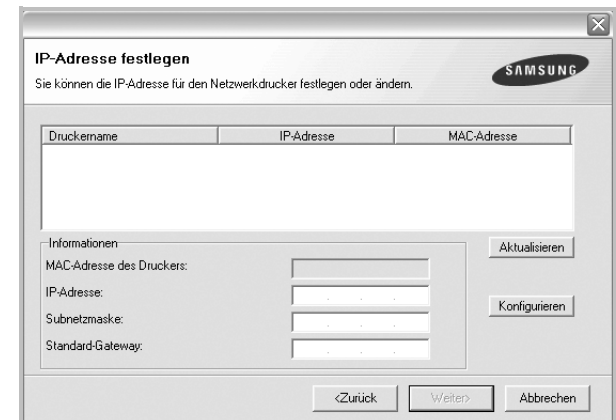 IP-Adresse festlegen
Sie können die IP-Adresse für den Netzwerkdrucker festlegen oder ändern.
SAMSUNG
Druckername IP-Adresse MAC-Adresse
Informationen
MAC-Adresse des Druckers:
IP-Adresse:
Subnetzmaske:
Standard-Gateway:
Aktualisieren
Konfigurieren
<Zurück Weiter> Abbrechen